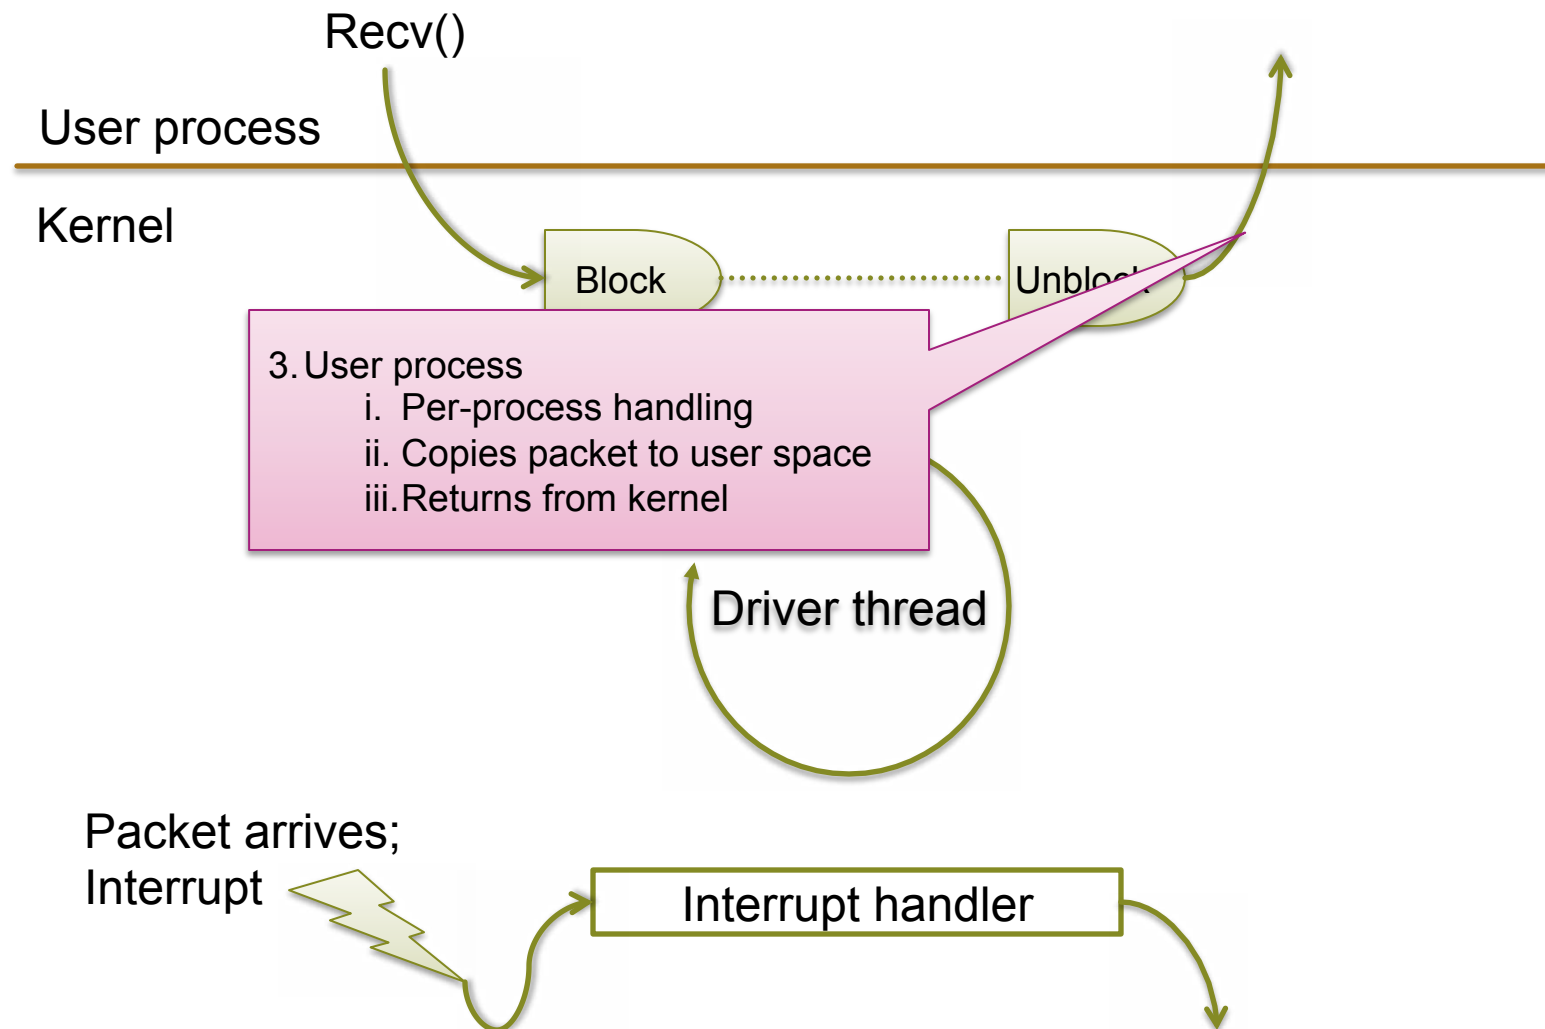 Recv()
User process
Kernel
Block
Unblock
3. User process
i. Per-process handling
ii. Copies packet to user space
iii. Returns from kernel
Driver thread
Packet arrives;
Interrupt
Interrupt handler